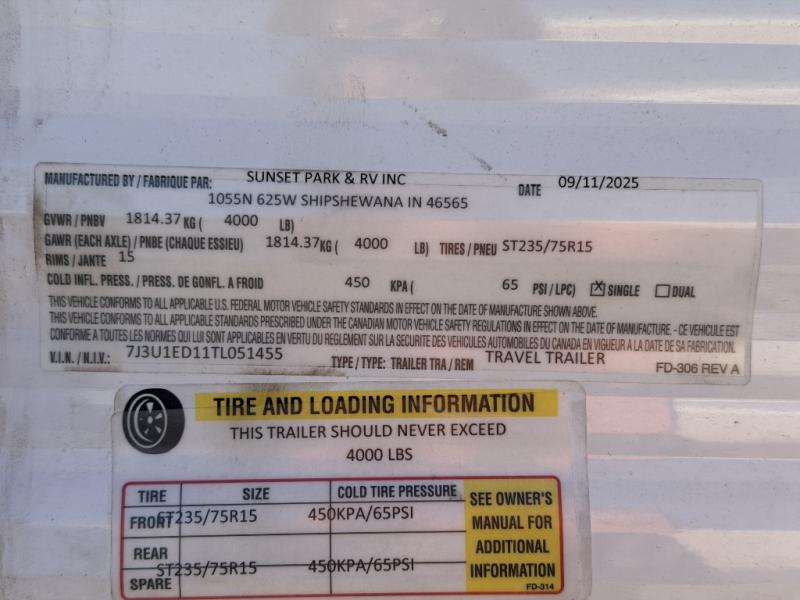 MANUFACTURED BY / FABRIQUE PAR: SUNSET PARK & RV INC DATE 09/11/2025
1055N 625W SHIPSHEWANA IN 46565
GVWR / PNBV 1814.37 KG ( 4000 LB)
GAWR (EACH AXLE) / PNBE (CHAQUE ESSIEU) 1814.37 KG ( 4000 LB) TIRES / PNEU ST235/75R15
RIMS / JANTE 15
COLD INFL. PRESS. / PRESS. DE GONFL. A FROID 450 KPA ( 65 PSI / LPC) ☒ SINGLE ☐ DUAL
THIS VEHICLE CONFORMS TO ALL APPLICABLE U.S. FEDERAL MOTOR VEHICLE SAFETY STANDARDS IN EFFECT ON THE DATE OF MANUFACTURE SHOWN ABOVE.
THIS VEHICLE CONFORMS TO ALL APPLICABLE STANDARDS PRESCRIBED UNDER THE CANADIAN MOTOR VEHICLE SAFETY REGULATIONS IN EFFECT ON THE DATE OF MANUFACTURE. - CE VEHICULE EST
CONFORME A TOUTES LES NORMES QUI LUI SONT APPLICABLES EN VERTU DU REGLEMENT SUR LA SECURITE DES VEHICULES AUTOMOBILES DU CANADA EN VIGUEUR A LA DATE DE SA FABRICATION.
V.I.N. / N.I.V.: 7J3U1ED11TL051455 TYPE / TYPE: TRAILER TRA / REM TRAVEL TRAILER
FD-306 REV A
TIRE AND LOADING INFORMATION
THIS TRAILER SHOULD NEVER EXCEED
4000 LBS
TIRE SIZE COLD TIRE PRESSURE
FRONT ST235/75R15 450KPA/65PSI
REAR
SPARE ST235/75R15 450KPA/65PSI
SEE OWNER'S
MANUAL FOR
ADDITIONAL
INFORMATION
FD-314